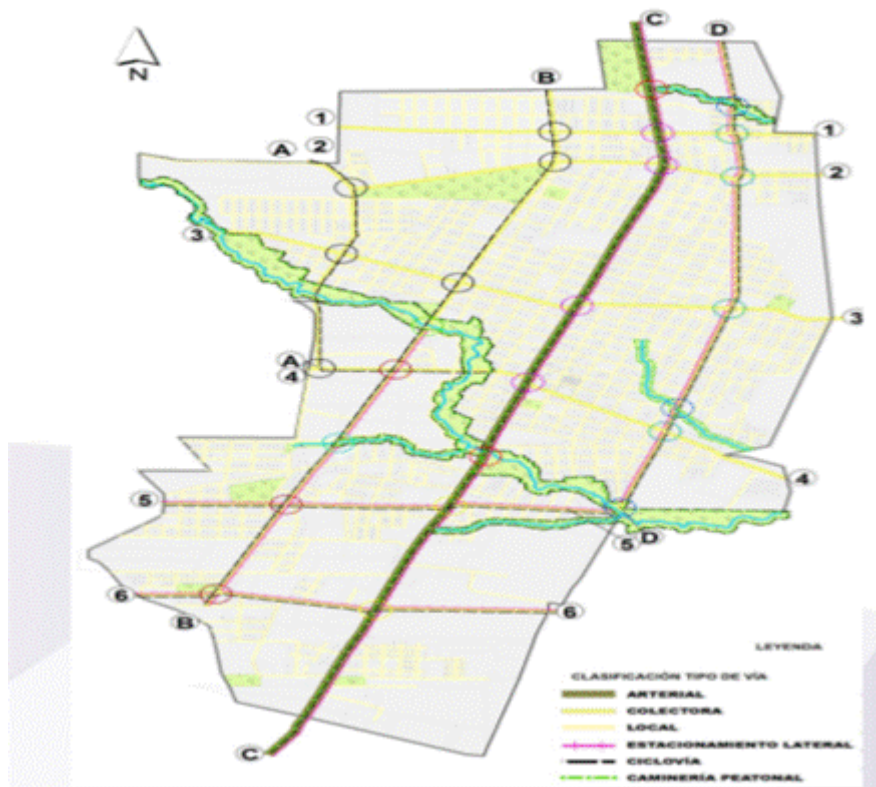 C
D
N
B
1
A
2
1
2
3
3
A
4
4
5
D
5
6
6
B
C
LEYENDA
CLASIFICACIÓN TIPO DE VÍA
ARTERIAL
COLECTORA
LOCAL
ESTACIONAMIENTO LATERAL
CICLOVÍA
CAMINERÍA PEATONAL